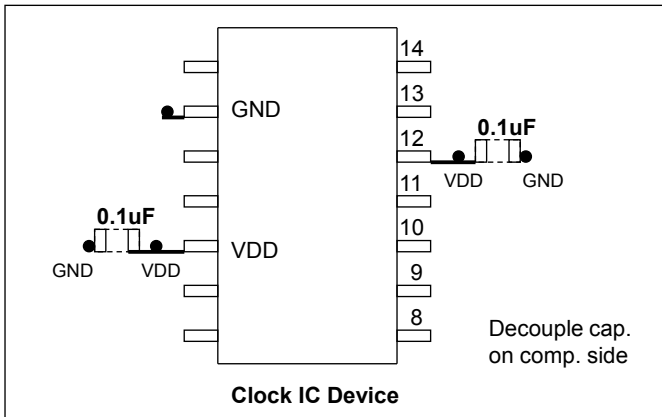 14
GND
13
0.1uF
12
VDD
GND
11
0.1uF
VDD
10
GND
VDD
9
8
Decouple cap.
on comp. side
Clock IC Device